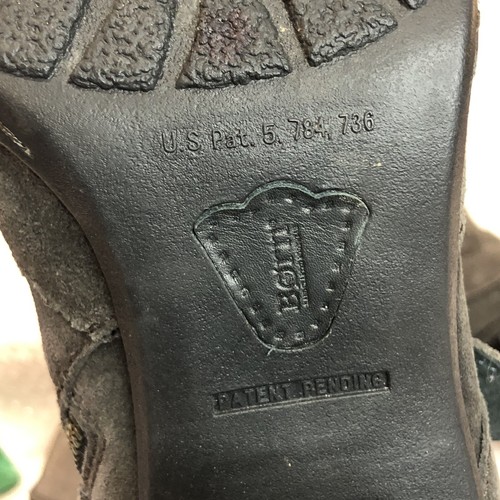 U.S Pat. 5,784,736
BØRN
PATENT PENDING